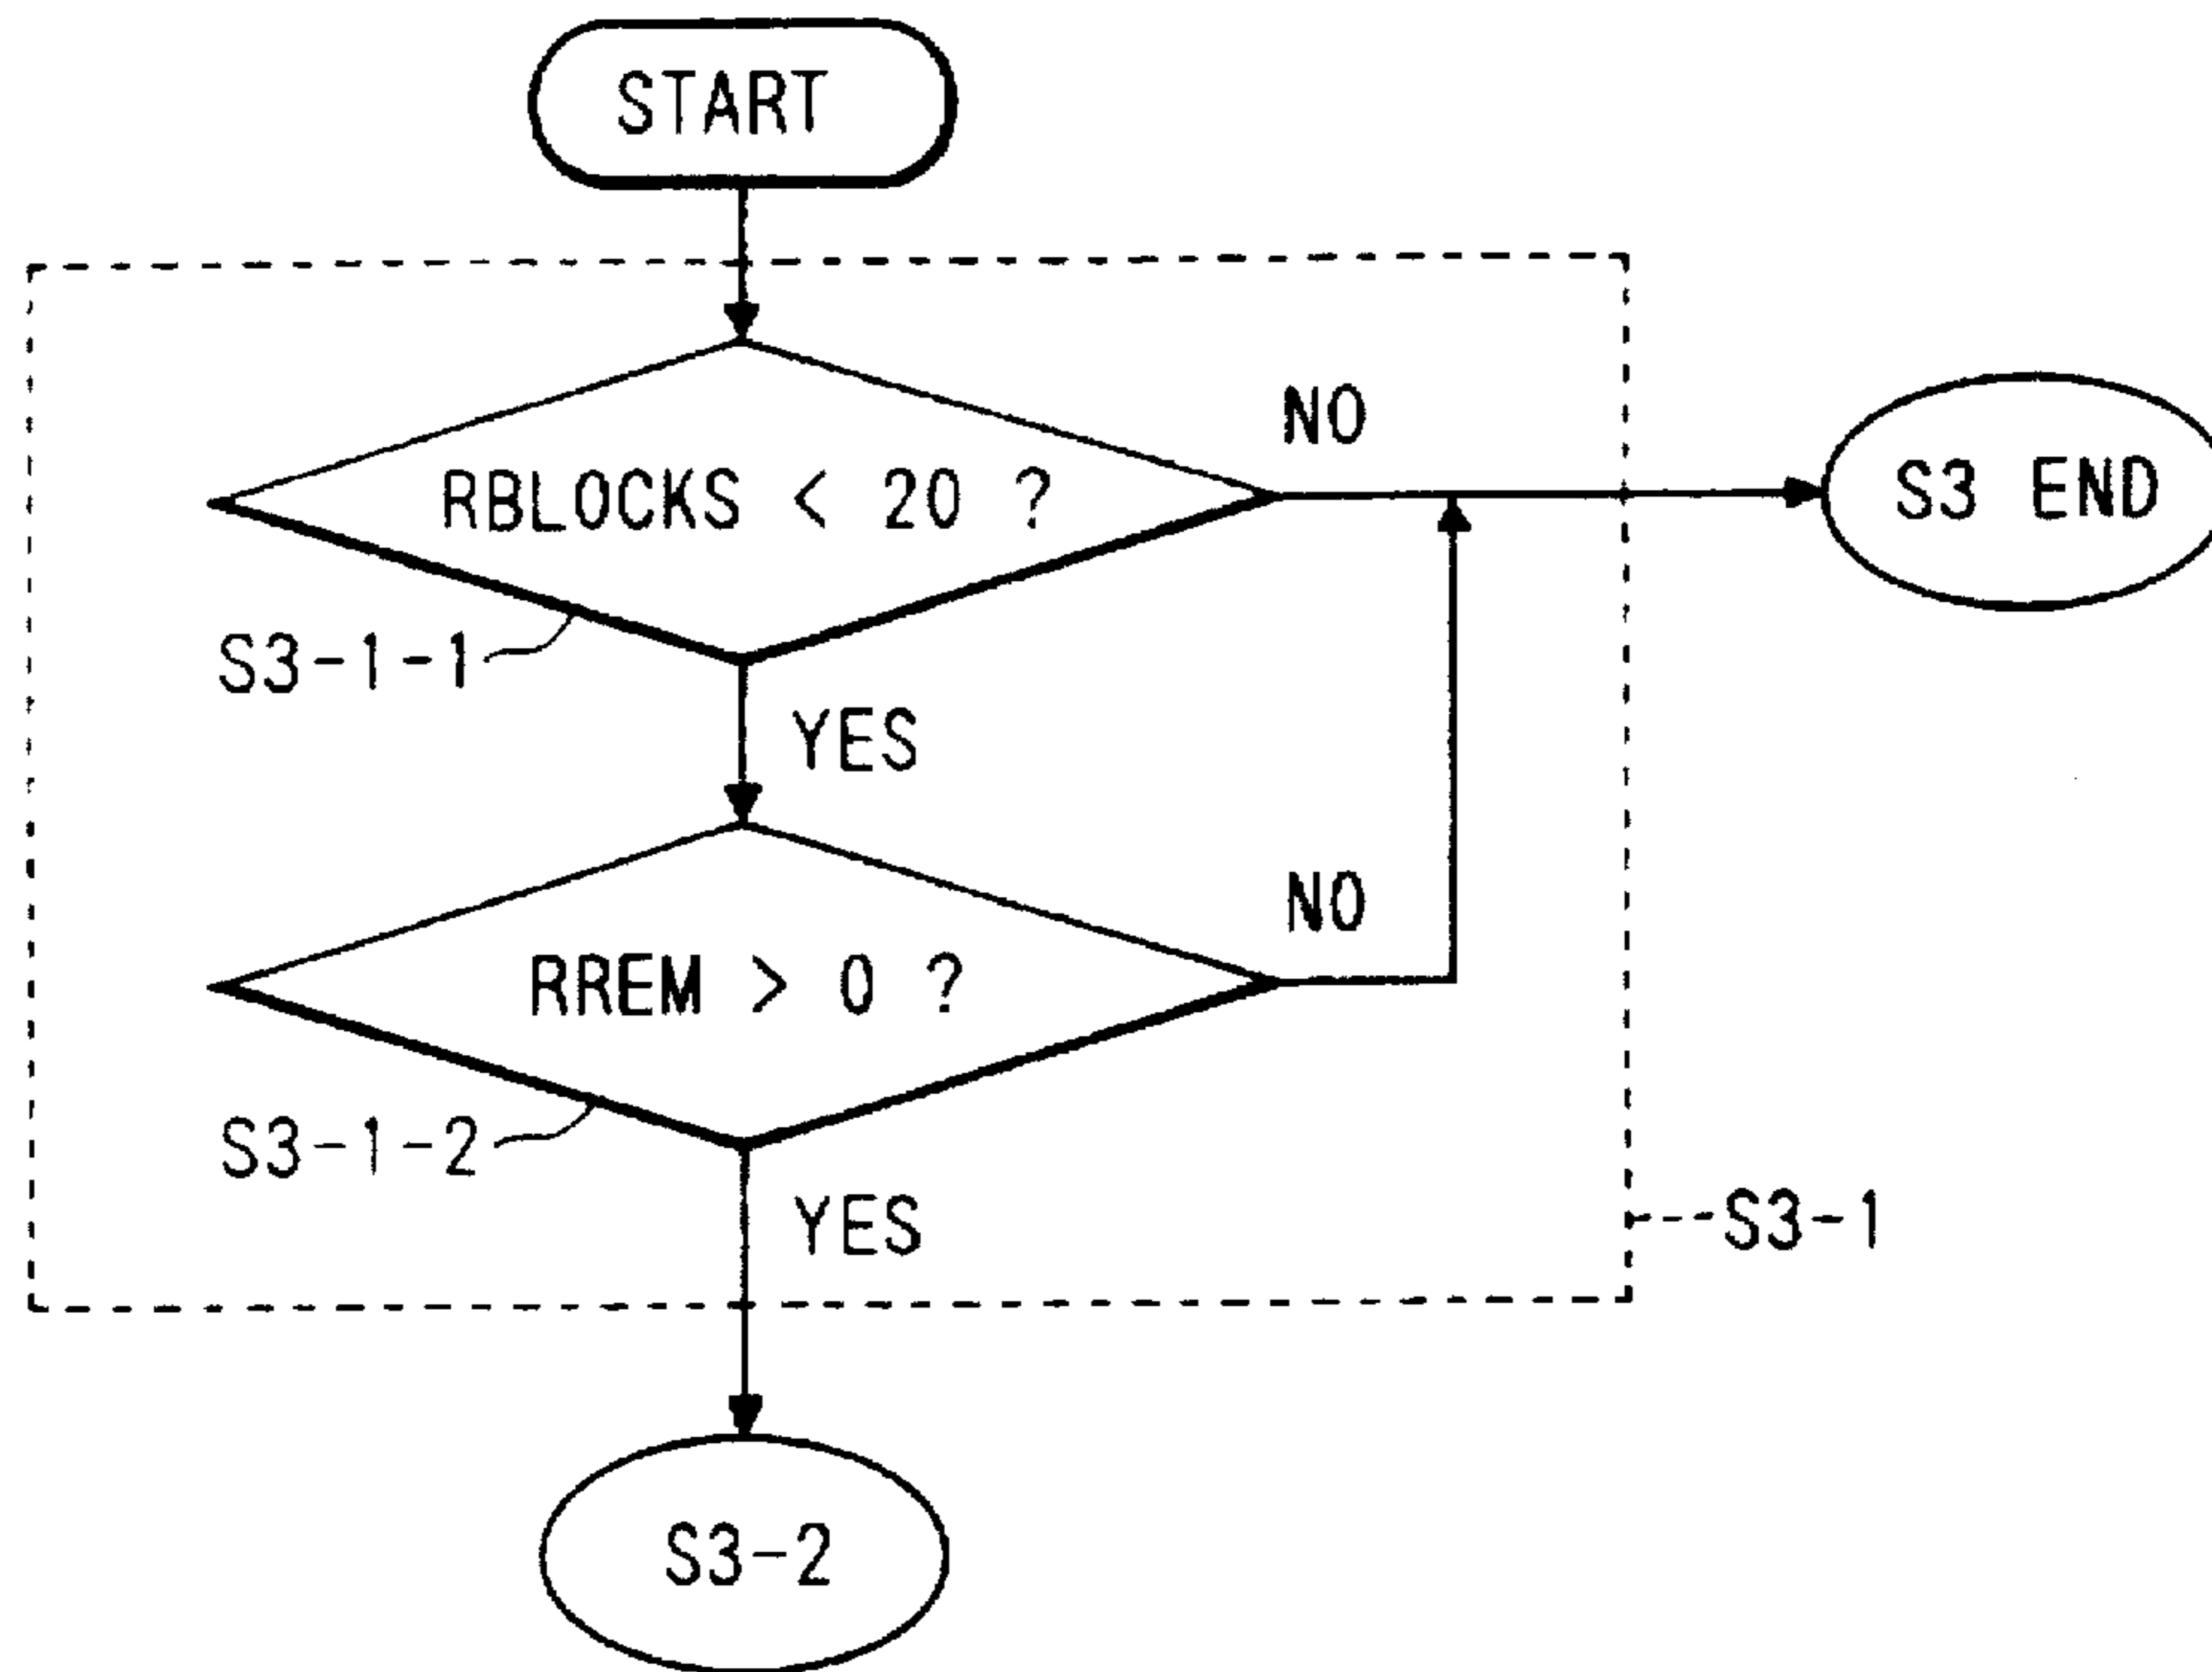 START
NO
RBLOCKS < 20 ?
S3 END
S3-1-1
YES
NO
RREM > 0 ?
S3-1-2
YES
S3-1
S3-2